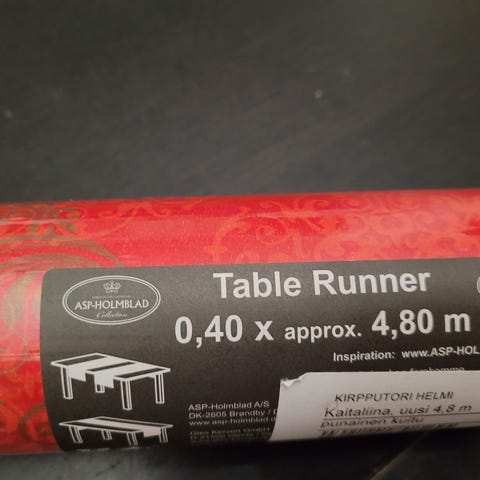 Table Runner
ASP-HOLMBLAD
Collection
0,40 x approx. 4,80 m
Inspiration: www.ASP-HOL
ASP-Holmblad A/S
DK-2605 Brøndby / D
www.asp-holmblad.d
KIRPPUTORI HELMI
Kaitaliina, uusi 4,8 m
punainen kuitu